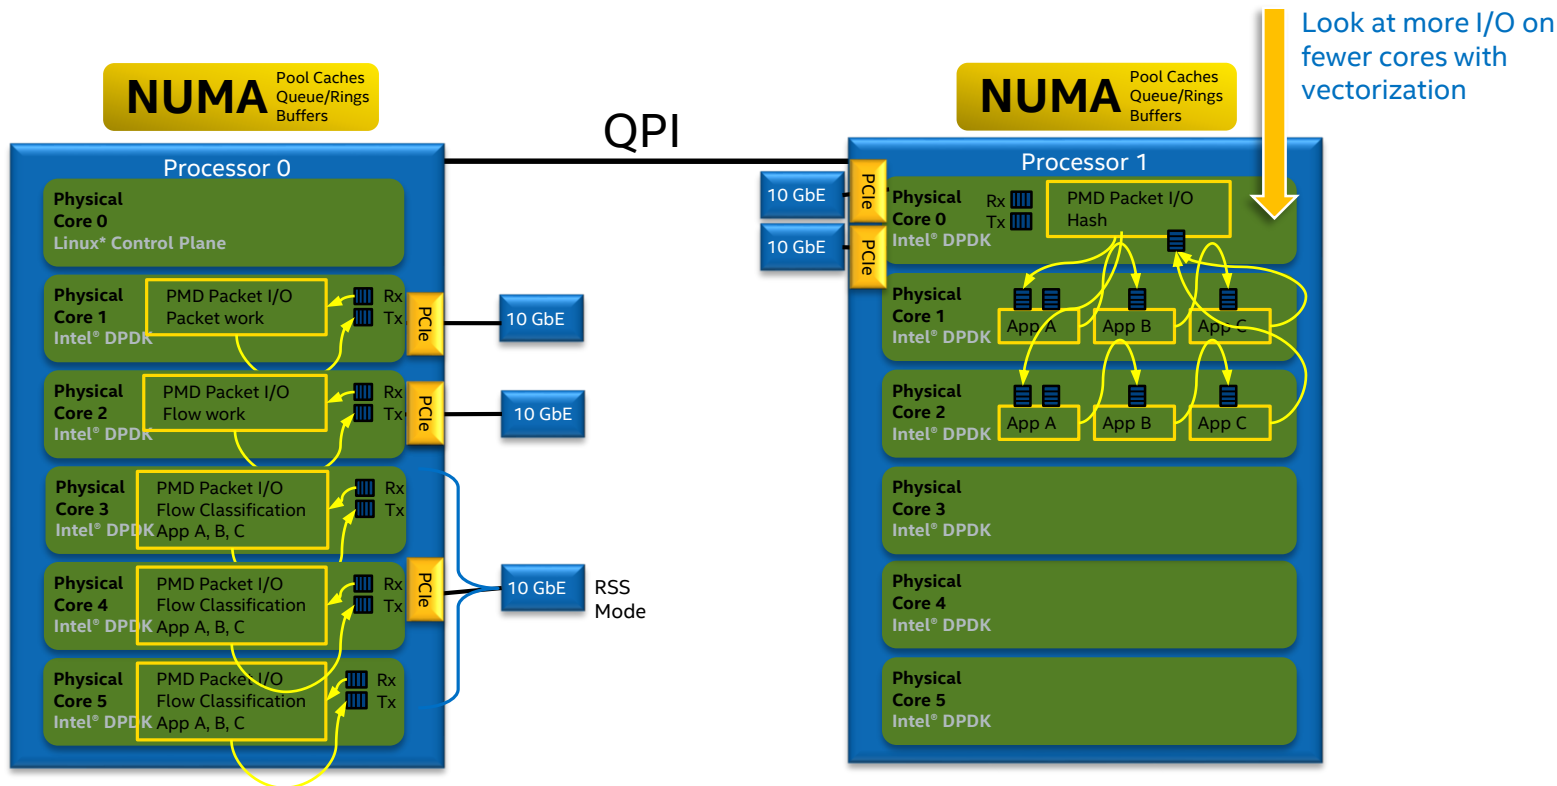 Look at more I/O on
fewer cores with
vectorization
NUMA
Pool Caches
Queue/Rings
Buffers
QPI
NUMA
Pool Caches
Queue/Rings
Buffers
Processor 0
Physical
Core 0
Linux* Control Plane
Physical
Core 1
Intel® DPDK
PMD Packet I/O
Packet work
Rx
Tx
PCIe
10 GbE
Physical
Core 2
Intel® DPDK
PMD Packet I/O
Flow work
Rx
Tx
PCIe
10 GbE
Physical
Core 3
Intel® DPDK
PMD Packet I/O
Flow Classification
App A, B, C
Rx
Tx
Physical
Core 4
Intel® DPDK
PMD Packet I/O
Flow Classification
App A, B, C
Rx
Tx
PCIe
10 GbE
RSS
Mode
Physical
Core 5
Intel® DPDK
PMD Packet I/O
Flow Classification
App A, B, C
Rx
Tx
Processor 1
10 GbE
PCIe
10 GbE
PCIe
Physical
Core 0
Intel® DPDK
Rx
Tx
PMD Packet I/O
Hash
Physical
Core 1
Intel® DPDK
App A
App B
App C
Physical
Core 2
Intel® DPDK
App A
App B
App C
Physical
Core 3
Intel® DPDK
Physical
Core 4
Intel® DPDK
Physical
Core 5
Intel® DPDK